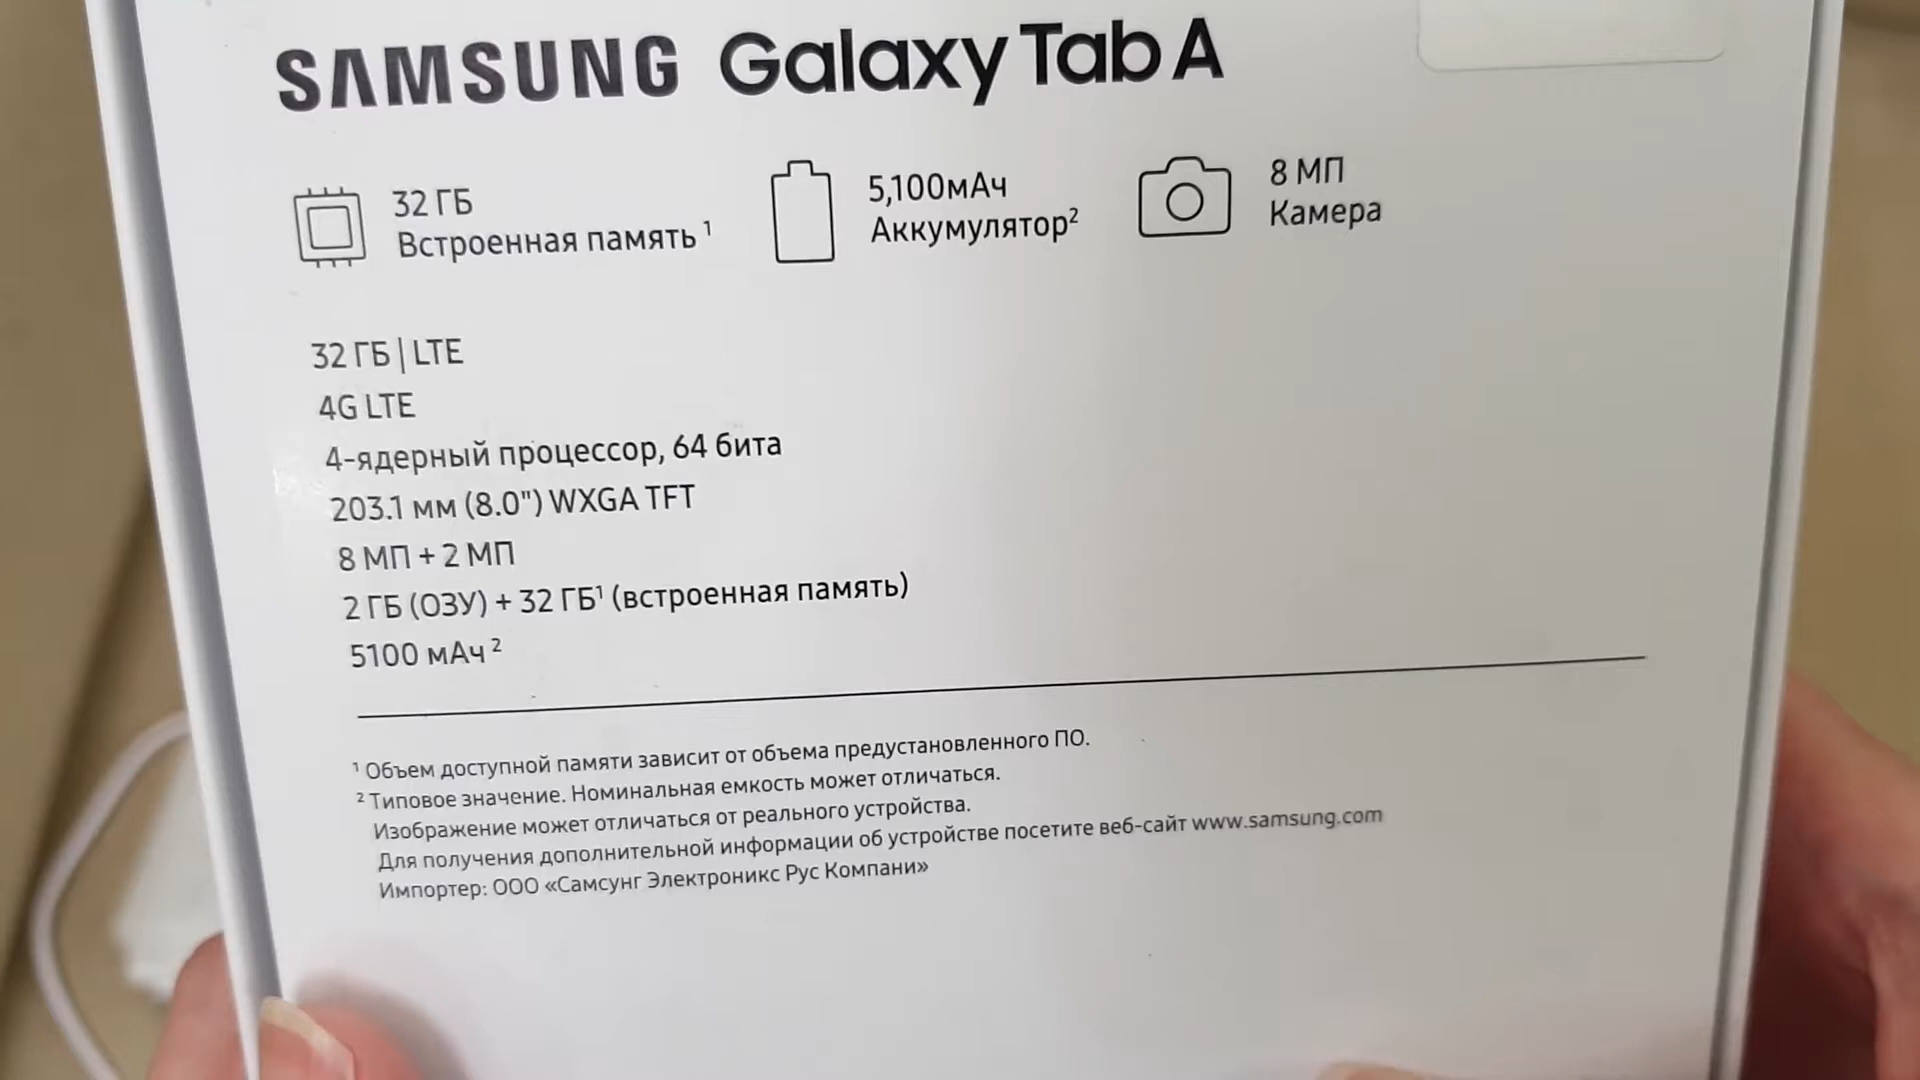 SAMSUNG Galaxy Tab A
32 ГБ
Встроенная память ¹
5,100мАч
Аккумулятор²
8 МП
Камера
32 ГБ | LTE
4G LTE
4-ядерный процессор, 64 бита
203.1 мм (8.0") WXGA TFT
8 МП + 2 МП
2 ГБ (ОЗУ) + 32 ГБ¹ (встроенная память)
5100 мАч ²
¹ Объем доступной памяти зависит от объема предустановленного ПО.
² Типовое значение. Номинальная емкость может отличаться.
Изображение может отличаться от реального устройства.
Для получения дополнительной информации об устройстве посетите веб-сайт www.samsung.com
Импортер: ООО «Самсунг Электроникс Рус Компани»